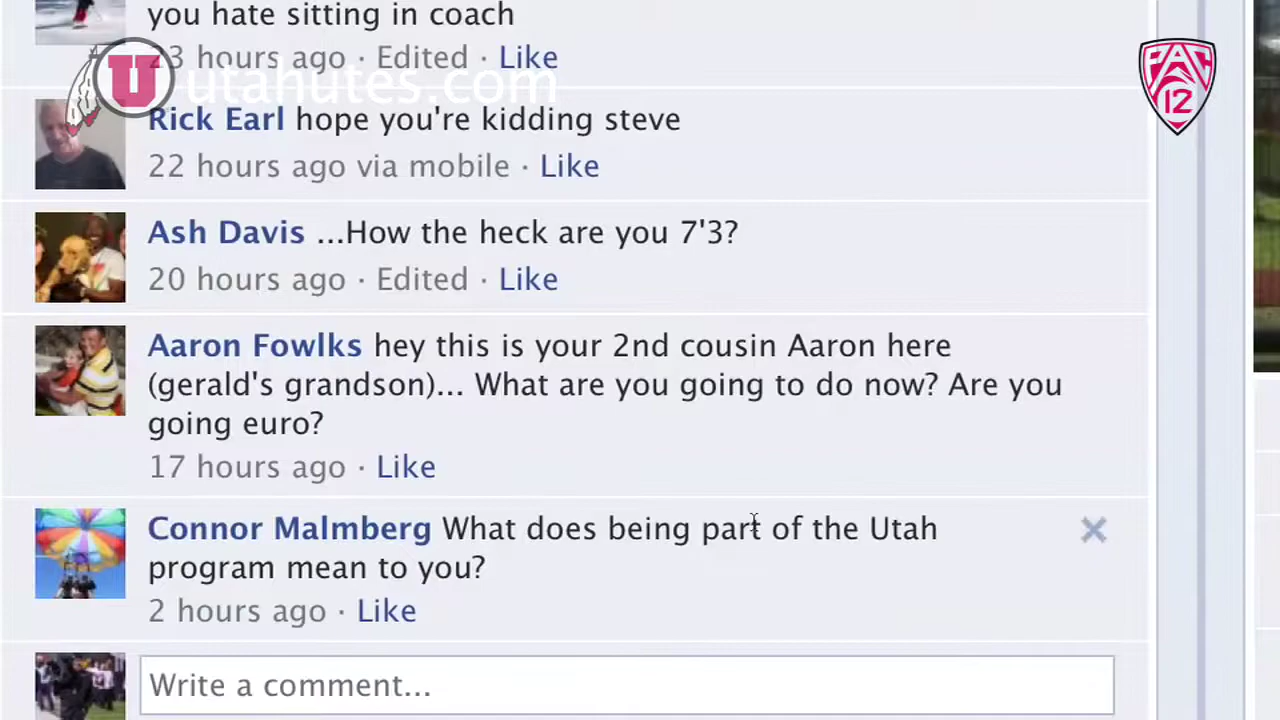 you hate sitting in coach
23 hours ago · Edited · Like
U utahutes.com
PAC
12
Rick Earl hope you're kidding steve
22 hours ago via mobile · Like
Ash Davis ...How the heck are you 7'3?
20 hours ago · Edited · Like
Aaron Fowlks hey this is your 2nd cousin Aaron here
(gerald's grandson)... What are you going to do now? Are you
going euro?
17 hours ago · Like
Connor Malmberg What does being part of the Utah
program mean to you?
2 hours ago · Like
Write a comment...